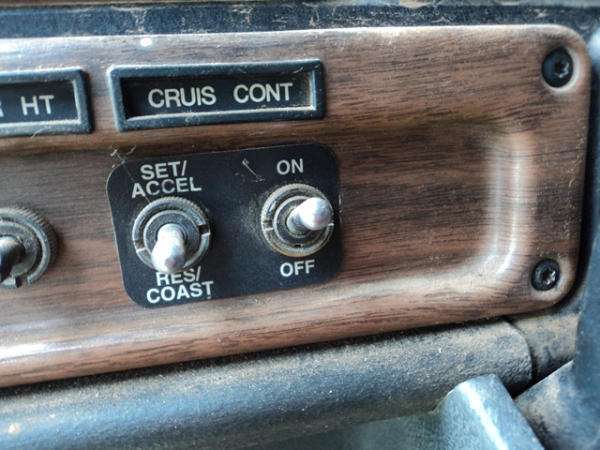 HT
CRUIS CONT
SET/
ACCEL
RES/
COAST
ON
OFF